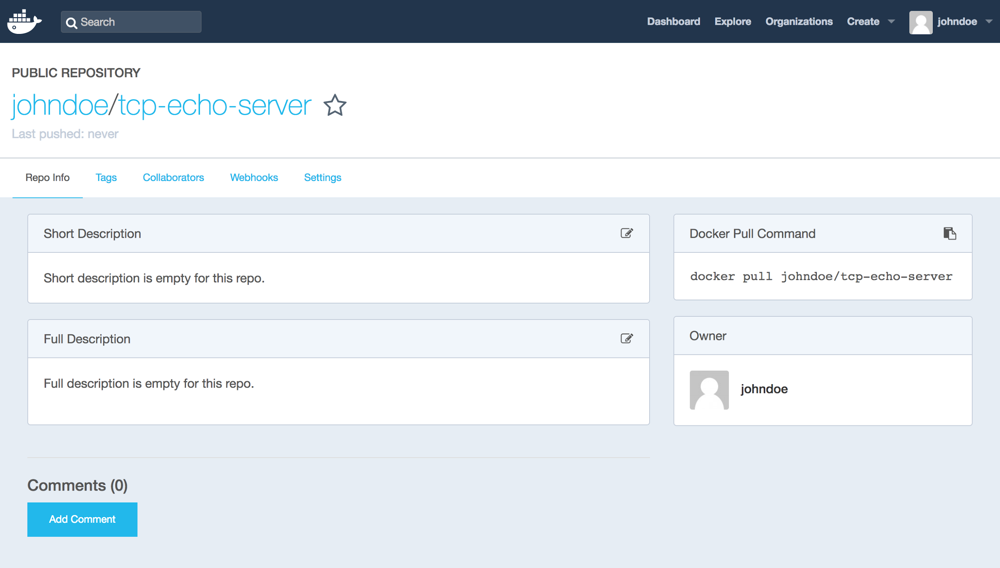 Search
Dashboard Explore Organizations Create johndoe
PUBLIC REPOSITORY
johndoe/tcp-echo-server
Last pushed: never
Repo Info Tags Collaborators Webhooks Settings
Short Description
Short description is empty for this repo.
Full Description
Full description is empty for this repo.
Docker Pull Command
docker pull johndoe/tcp-echo-server
Owner
johndoe
Comments (0)
Add Comment